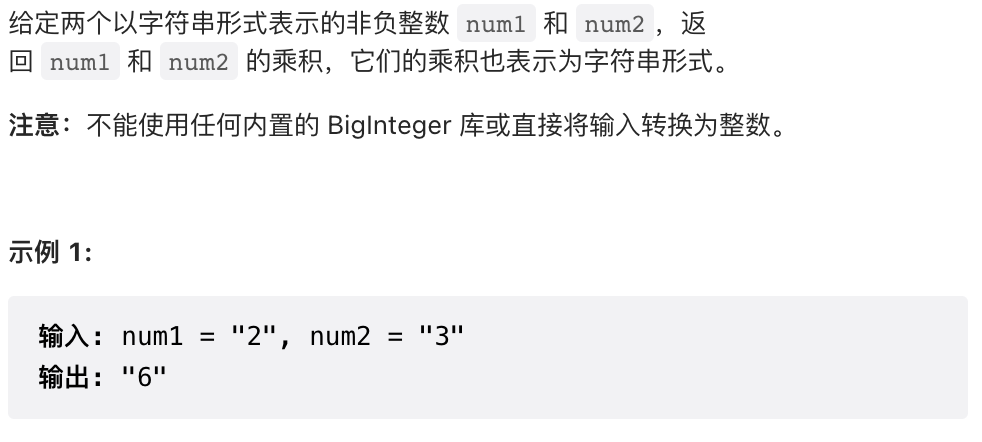 给定两个以字符串形式表示的非负整数 num1 和 num2，返
回 num1 和 num2 的乘积，它们的乘积也表示为字符串形式。
注意：不能使用任何内置的 BigInteger 库或直接将输入转换为整数。
示例 1:
输入: num1 = "2", num2 = "3"
输出: "6"